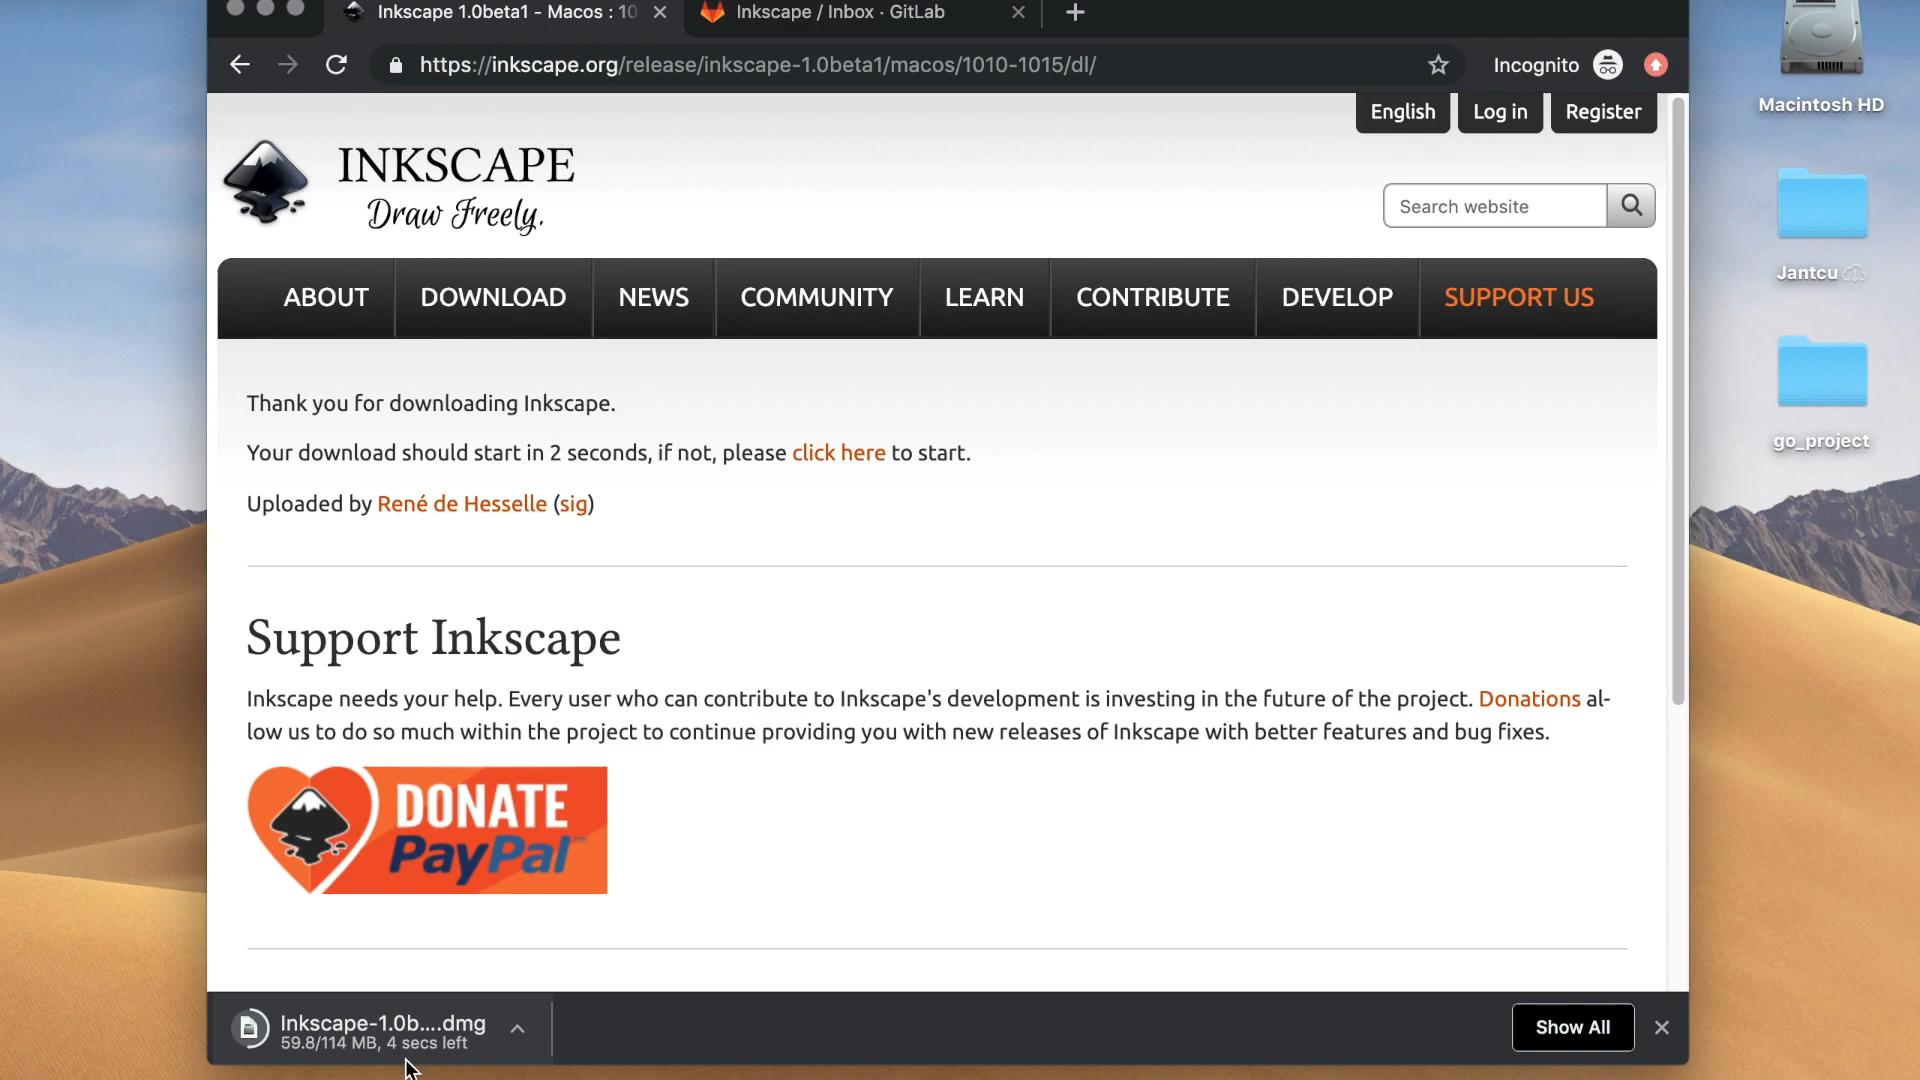 Inkscape 1.0beta1 - Macos : 10
Inkscape / Inbox · GitLab
https://inkscape.org/release/inkscape-1.0beta1/macos/1010-1015/dl/
Incognito
English Log in Register
INKSCAPE
Draw Freely.
Search website
ABOUT DOWNLOAD NEWS COMMUNITY LEARN CONTRIBUTE DEVELOP SUPPORT US
Thank you for downloading Inkscape.
Your download should start in 2 seconds, if not, please click here to start.
Uploaded by René de Hesselle (sig)
Support Inkscape
Inkscape needs your help. Every user who can contribute to Inkscape's development is investing in the future of the project. Donations al-
low us to do so much within the project to continue providing you with new releases of Inkscape with better features and bug fixes.
DONATE
PayPal
Inkscape-1.0b....dmg
59.8/114 MB, 4 secs left
Show All
Macintosh HD
Jantcu
go_project